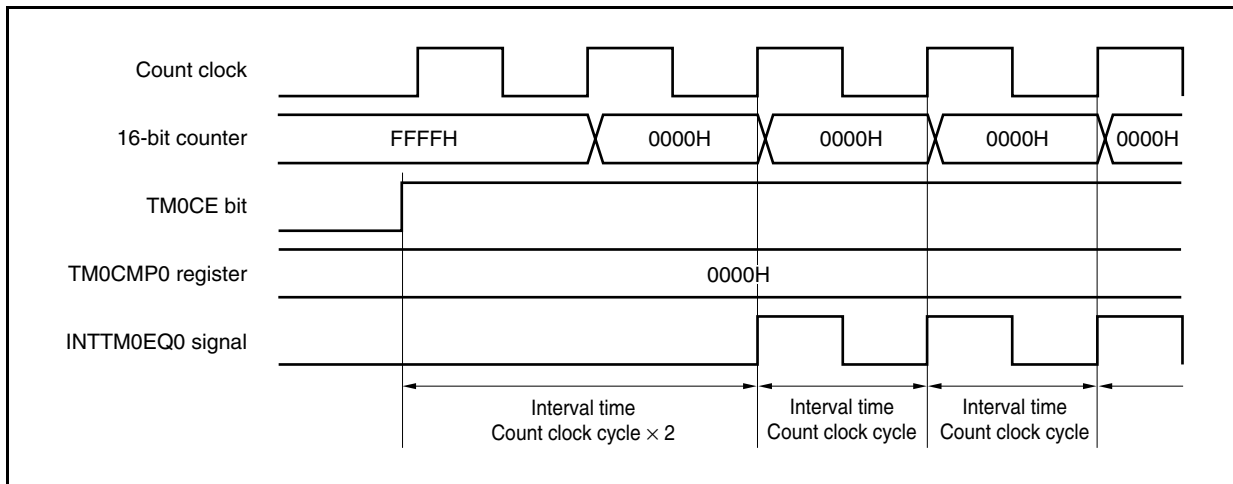 Count clock
16-bit counter
FFFFH
0000H
0000H
0000H
0000H
TM0CE bit
TM0CMP0 register
0000H
INTTM0EQ0 signal
Interval time
Count clock cycle × 2
Interval time
Count clock cycle
Interval time
Count clock cycle